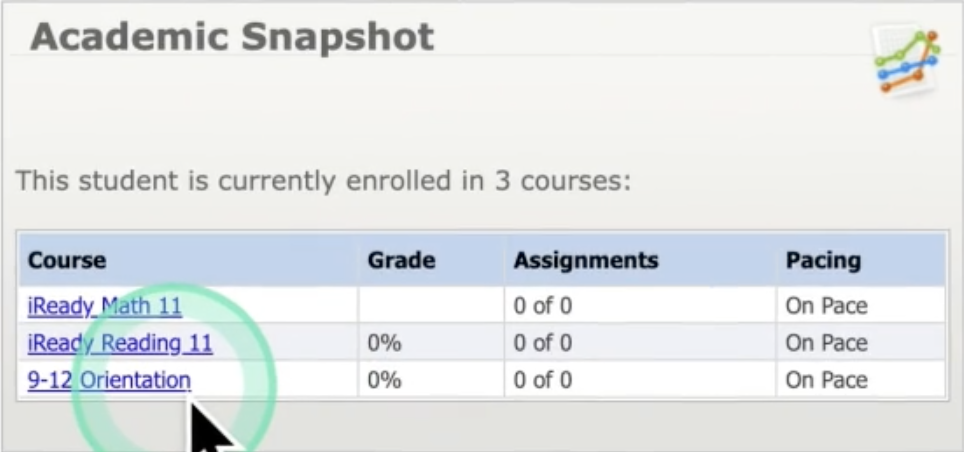 Academic Snapshot
This student is currently enrolled in 3 courses:
Course Grade Assignments Pacing
iReady Math 11 0 of 0 On Pace
iReady Reading 11 0% 0 of 0 On Pace
9-12 Orientation 0% 0 of 0 On Pace